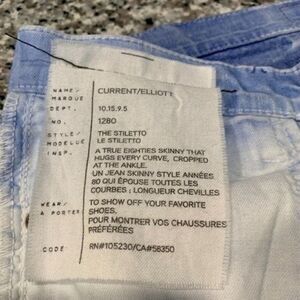 NAME/ CURRENT/ELLIOTT
MARQUE
DEPT. 10.15.9.5
NO. 1280
STYLE/ THE STILETTO
MODELUE LE STILETTO
INSP. A TRUE EIGHTIES SKINNY THAT
HUGS EVERY CURVE, CROPPED
AT THE ANKLE.
UN JEAN SKINNY STYLE ANNÉES
80 QUI ÉPOUSE TOUTES LES
COURBES ; LONGUEUR CHEVILLES
WEAR/ TO SHOW OFF YOUR FAVORITE
A PORTER SHOES.
POUR MONTRER VOS CHAUSSURES
PRÉFÉRÉES
CODE: RN#105230/CA#58350